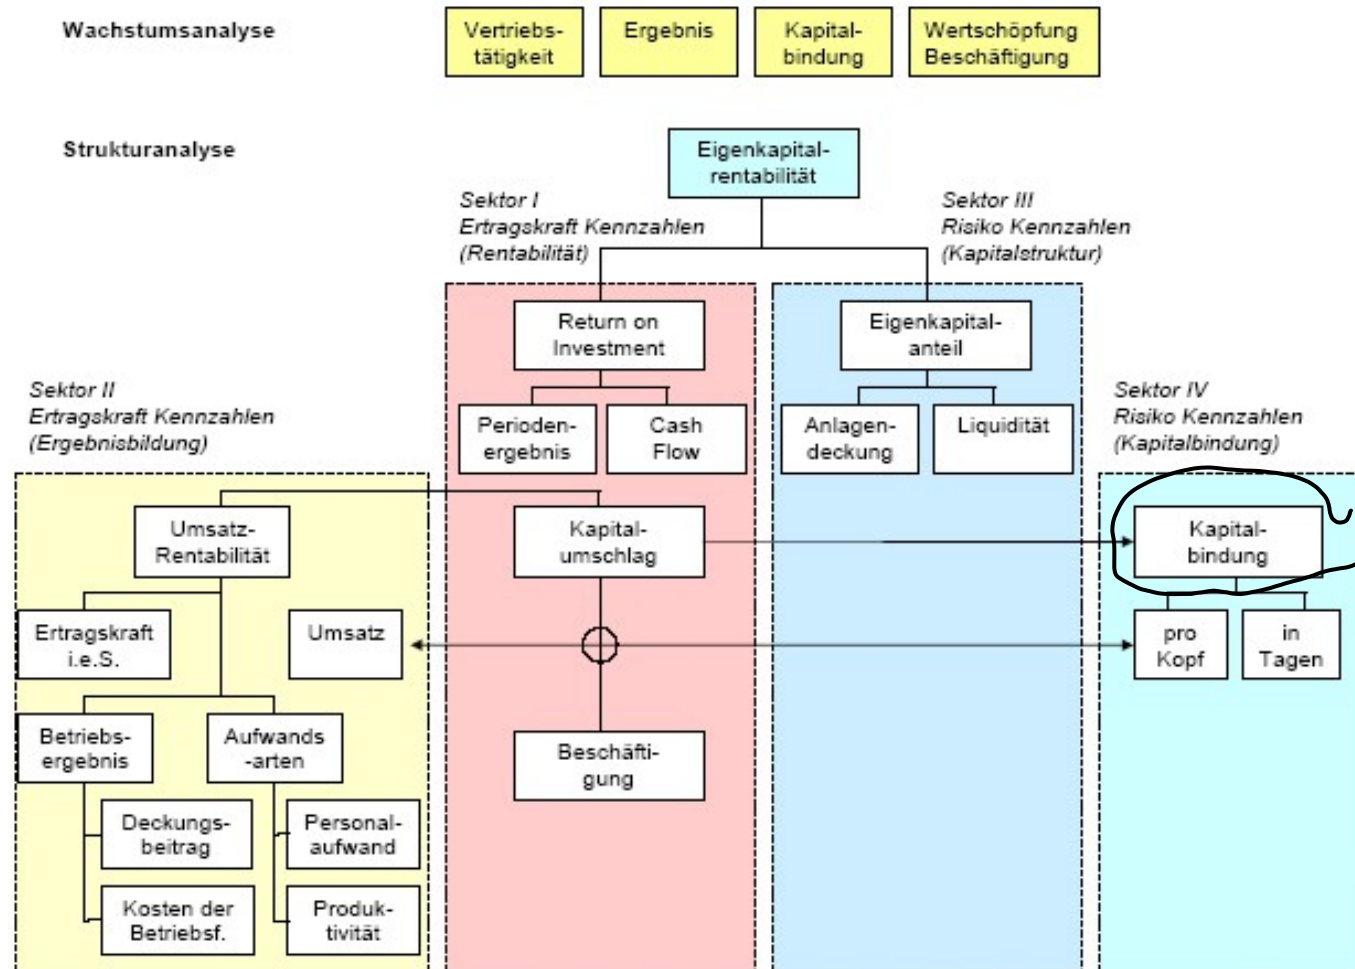 Wachstumsanalyse
Vertriebs-
tätigkeit
Ergebnis
Kapital-
bindung
Wertschöpfung
Beschäftigung
Strukturanalyse
Eigenkapital-
rentabilität
Sektor I
Ertragskraft Kennzahlen
(Rentabilität)
Sektor III
Risiko Kennzahlen
(Kapitalstruktur)
Return on
Investment
Eigenkapital-
anteil
Sektor II
Ertragskraft Kennzahlen
(Ergebnisbildung)
Perioden-
ergebnis
Cash
Flow
Anlagen-
deckung
Liquidität
Sektor IV
Risiko Kennzahlen
(Kapitalbindung)
Umsatz-
Rentabilität
Kapital-
umschlag
Kapital-
bindung
Ertragskraft
i.e.S.
Umsatz
pro
Kopf
in
Tagen
Betriebs-
ergebnis
Aufwands
-arten
Beschäfti-
gung
Deckungs-
beitrag
Personal-
aufwand
Kosten der
Betriebsf.
Produk-
tivität